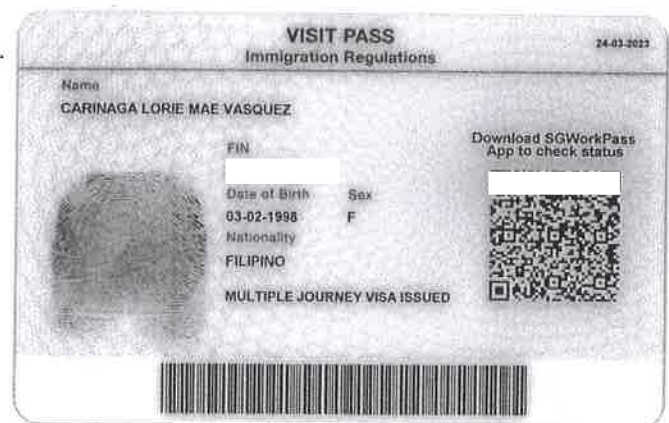 VISIT PASS
Immigration Regulations
24-03-2023
Name
CARINAGA LORIE MAE VASQUEZ
FIN
Download SGWorkPass
App to check status
Date of Birth
Sex
03-02-1998
F
Nationality
FILIPINO
MULTIPLE JOURNEY VISA ISSUED